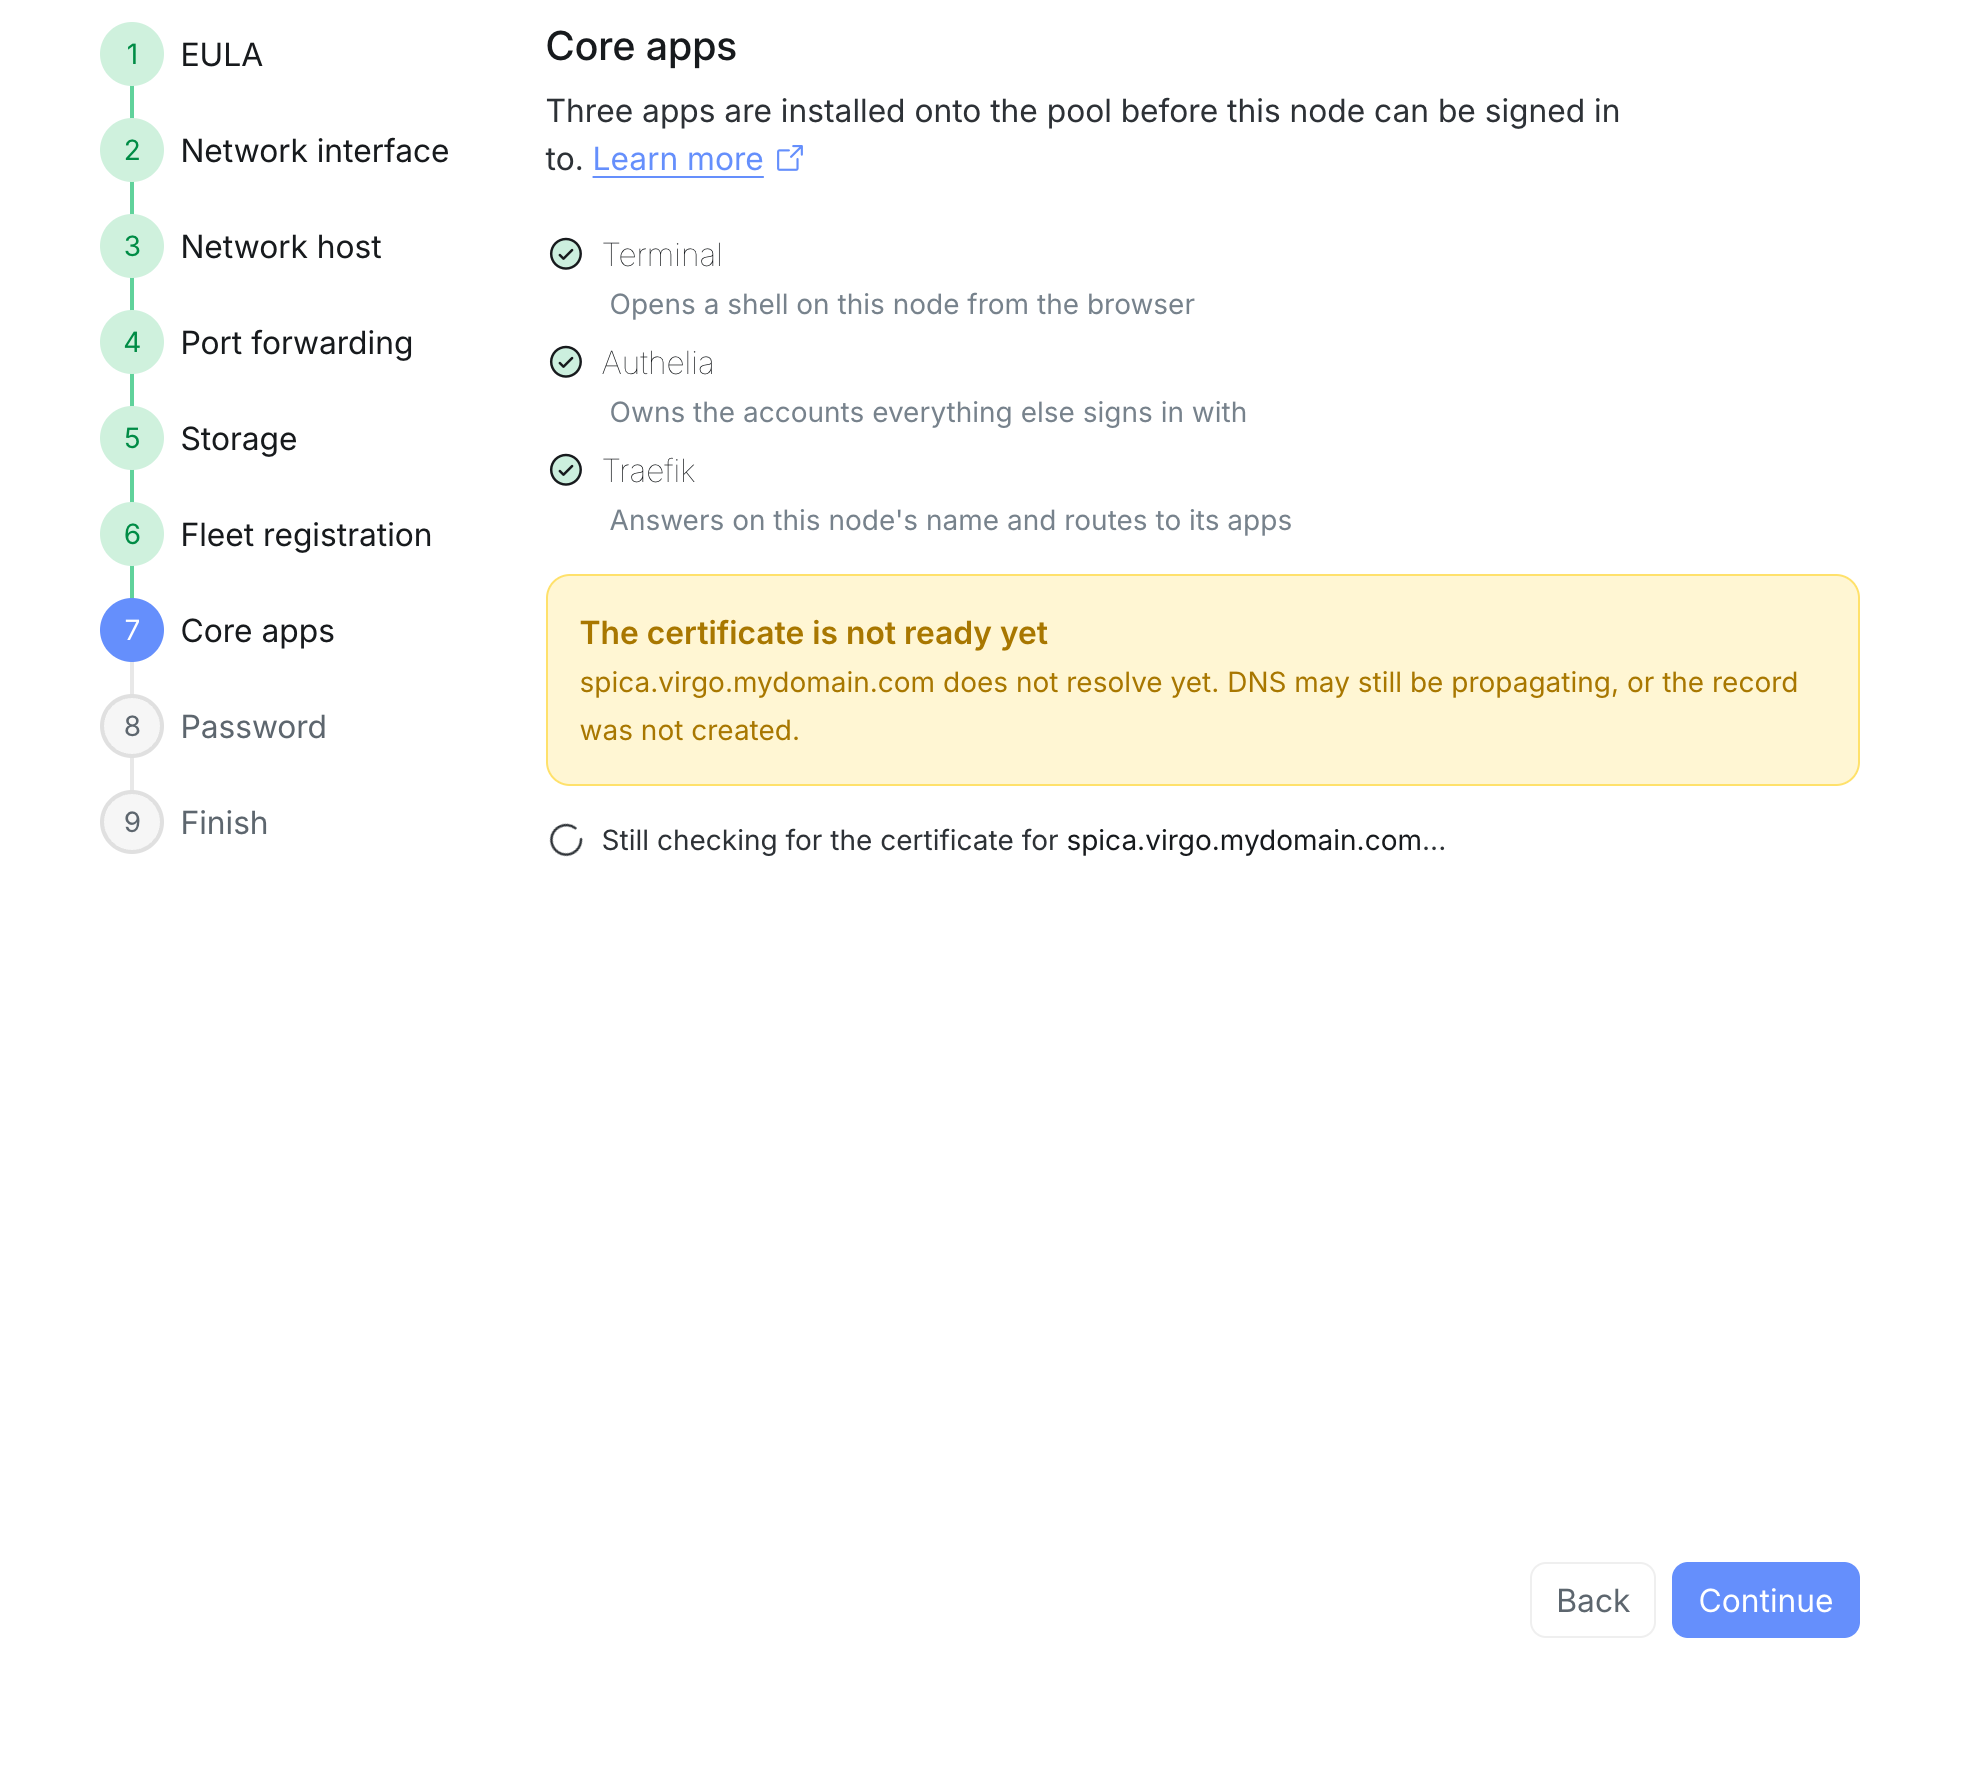 1 EULA
2 Network interface
3 Network host
4 Port forwarding
5 Storage
6 Fleet registration
7 Core apps
8 Password
9 Finish
Core apps
Three apps are installed onto the pool before this node can be signed in
to. Learn more
Terminal
Opens a shell on this node from the browser
Authelia
Owns the accounts everything else signs in with
Traefik
Answers on this node's name and routes to its apps
The certificate is not ready yet
spica.virgo.mydomain.com does not resolve yet. DNS may still be propagating, or the record
was not created.
Still checking for the certificate for spica.virgo.mydomain.com...
Back
Continue